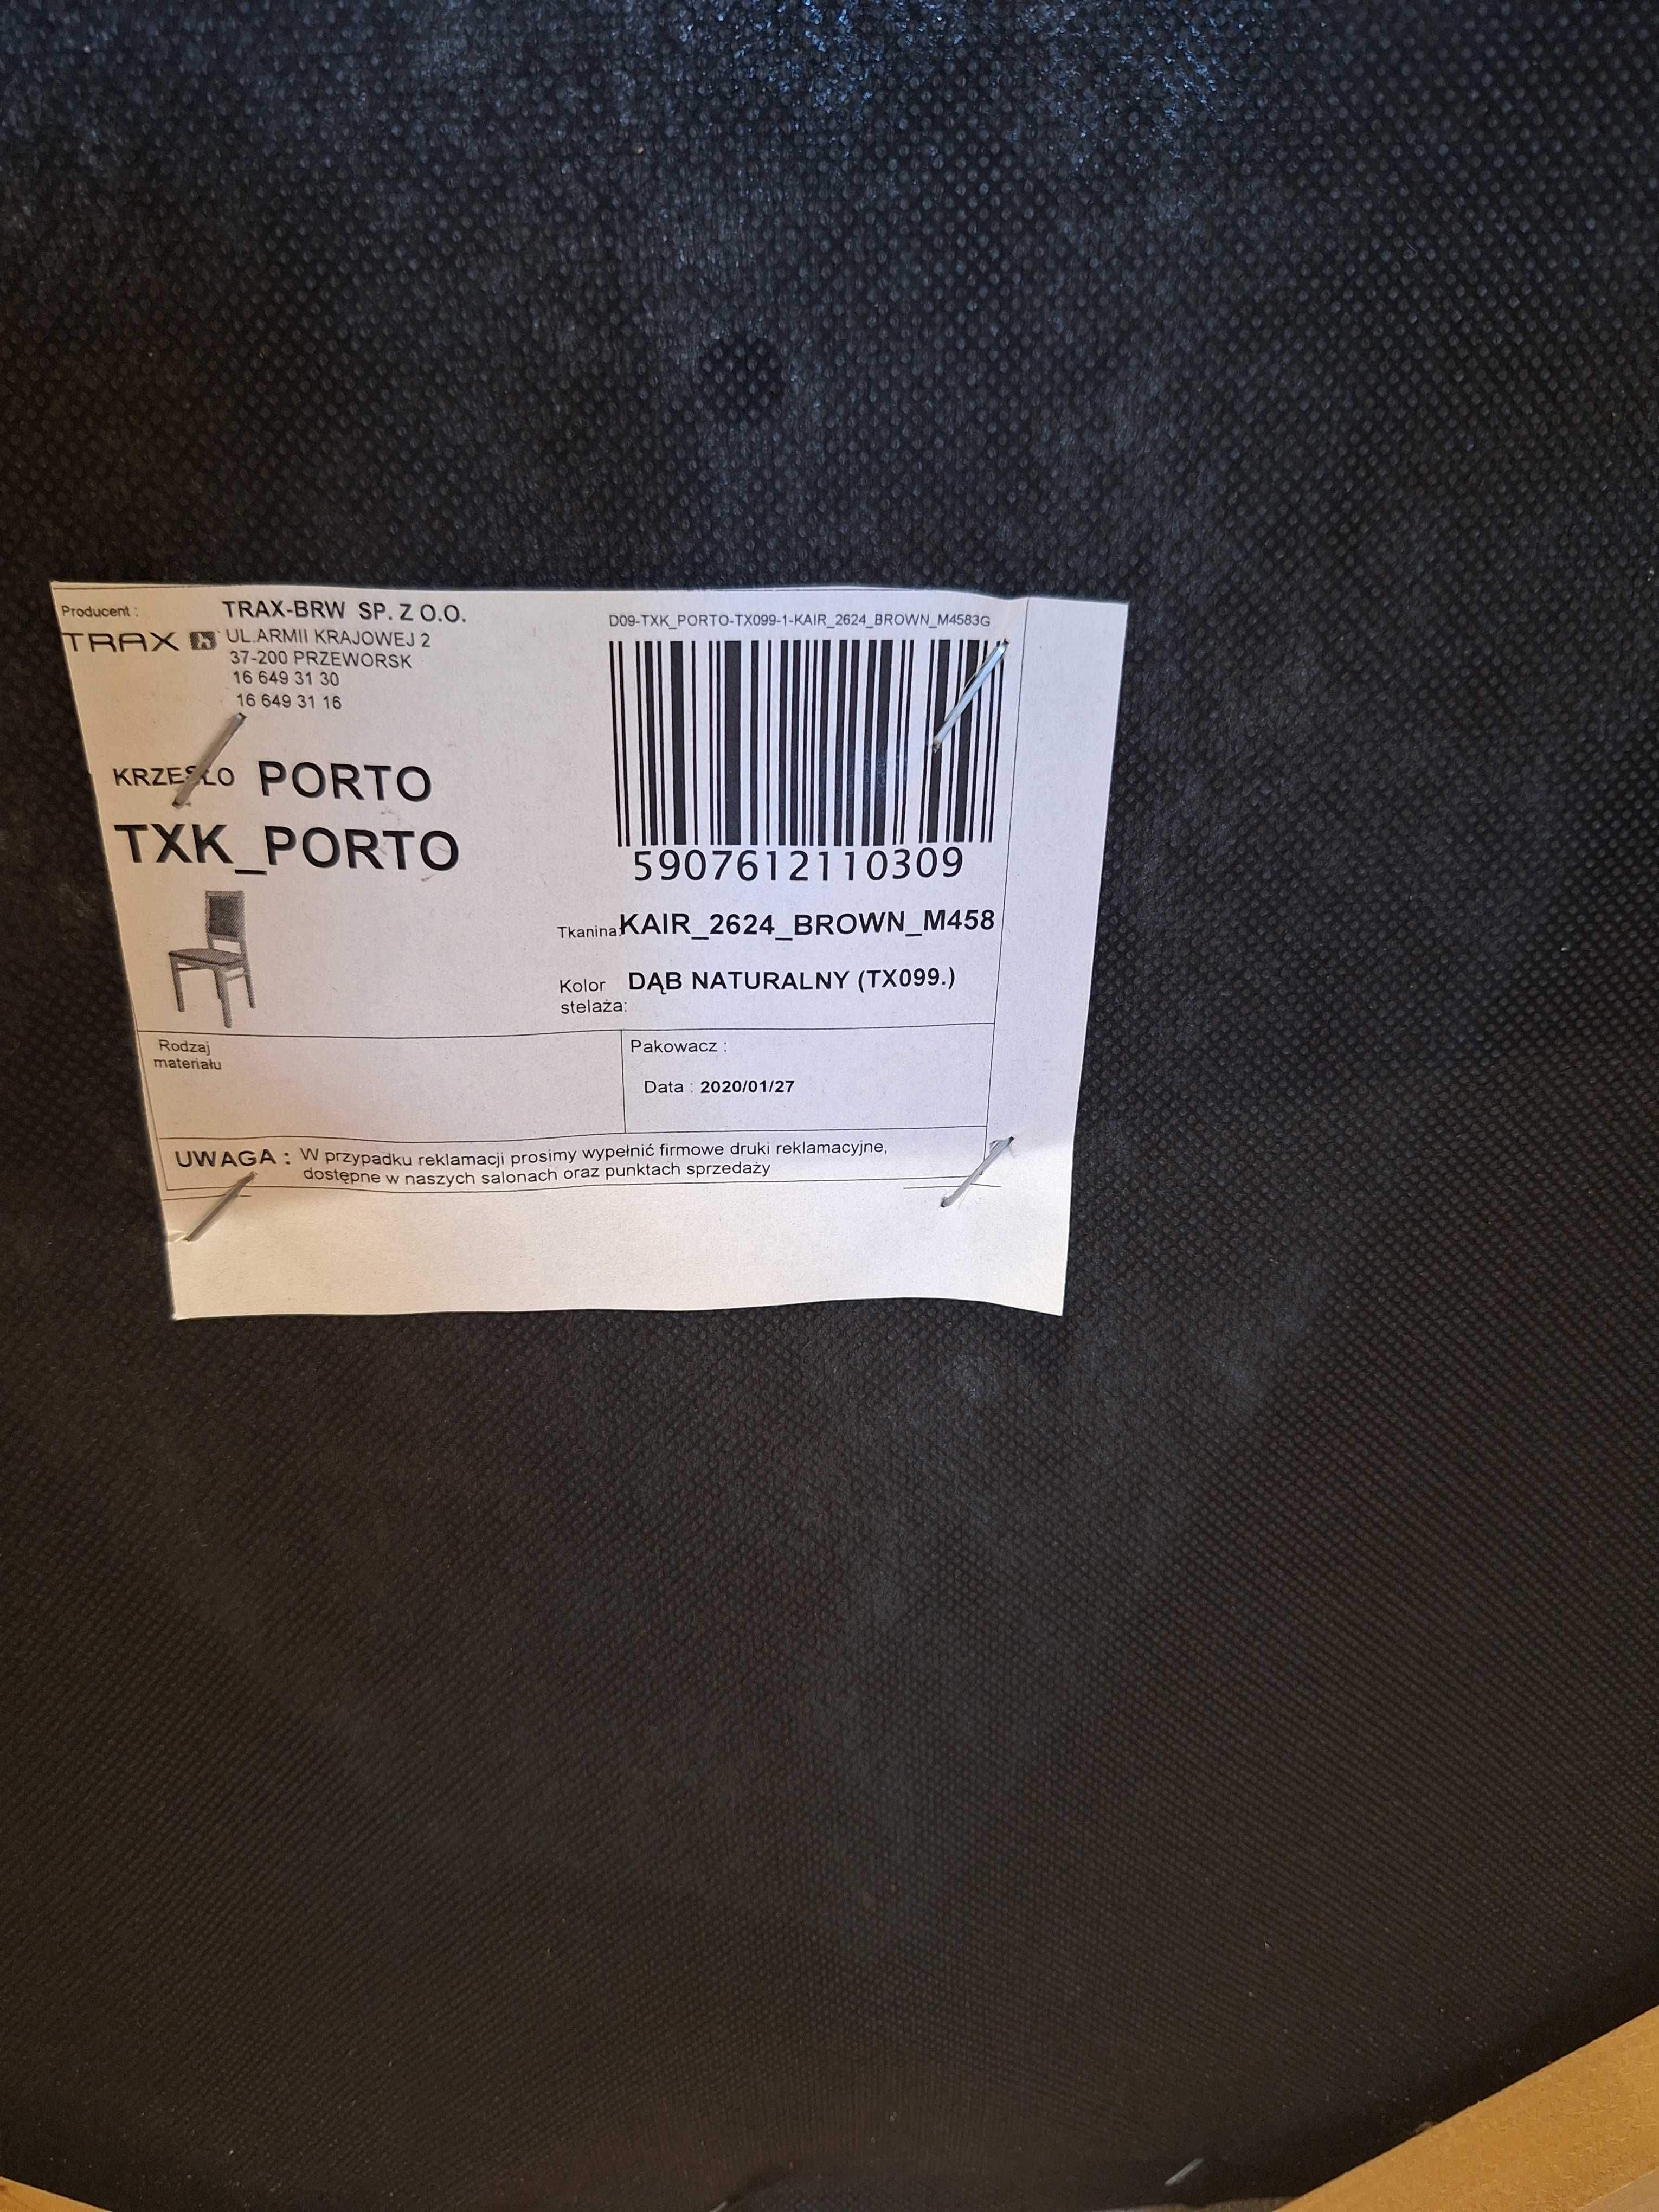 Producent :
TRAX
TRAX-BRW SP. Z O.O.
UL.ARMII KRAJOWEJ 2
37-200 PRZEWORSK
16 649 31 30
16 649 31 16
D09-TXK_PORTO-TX099-1-KAIR_2624_BROWN_M4583G
5907612110309
KRZESŁO PORTO
TXK_PORTO
Tkanina: KAIR_2624_BROWN_M458
Kolor stelaża: DĄB NATURALNY (TX099.)
Rodzaj
materiału
Pakowacz :
Data : 2020/01/27
UWAGA : W przypadku reklamacji prosimy wypełnić firmowe druki reklamacyjne,
dostępne w naszych salonach oraz punktach sprzedaży